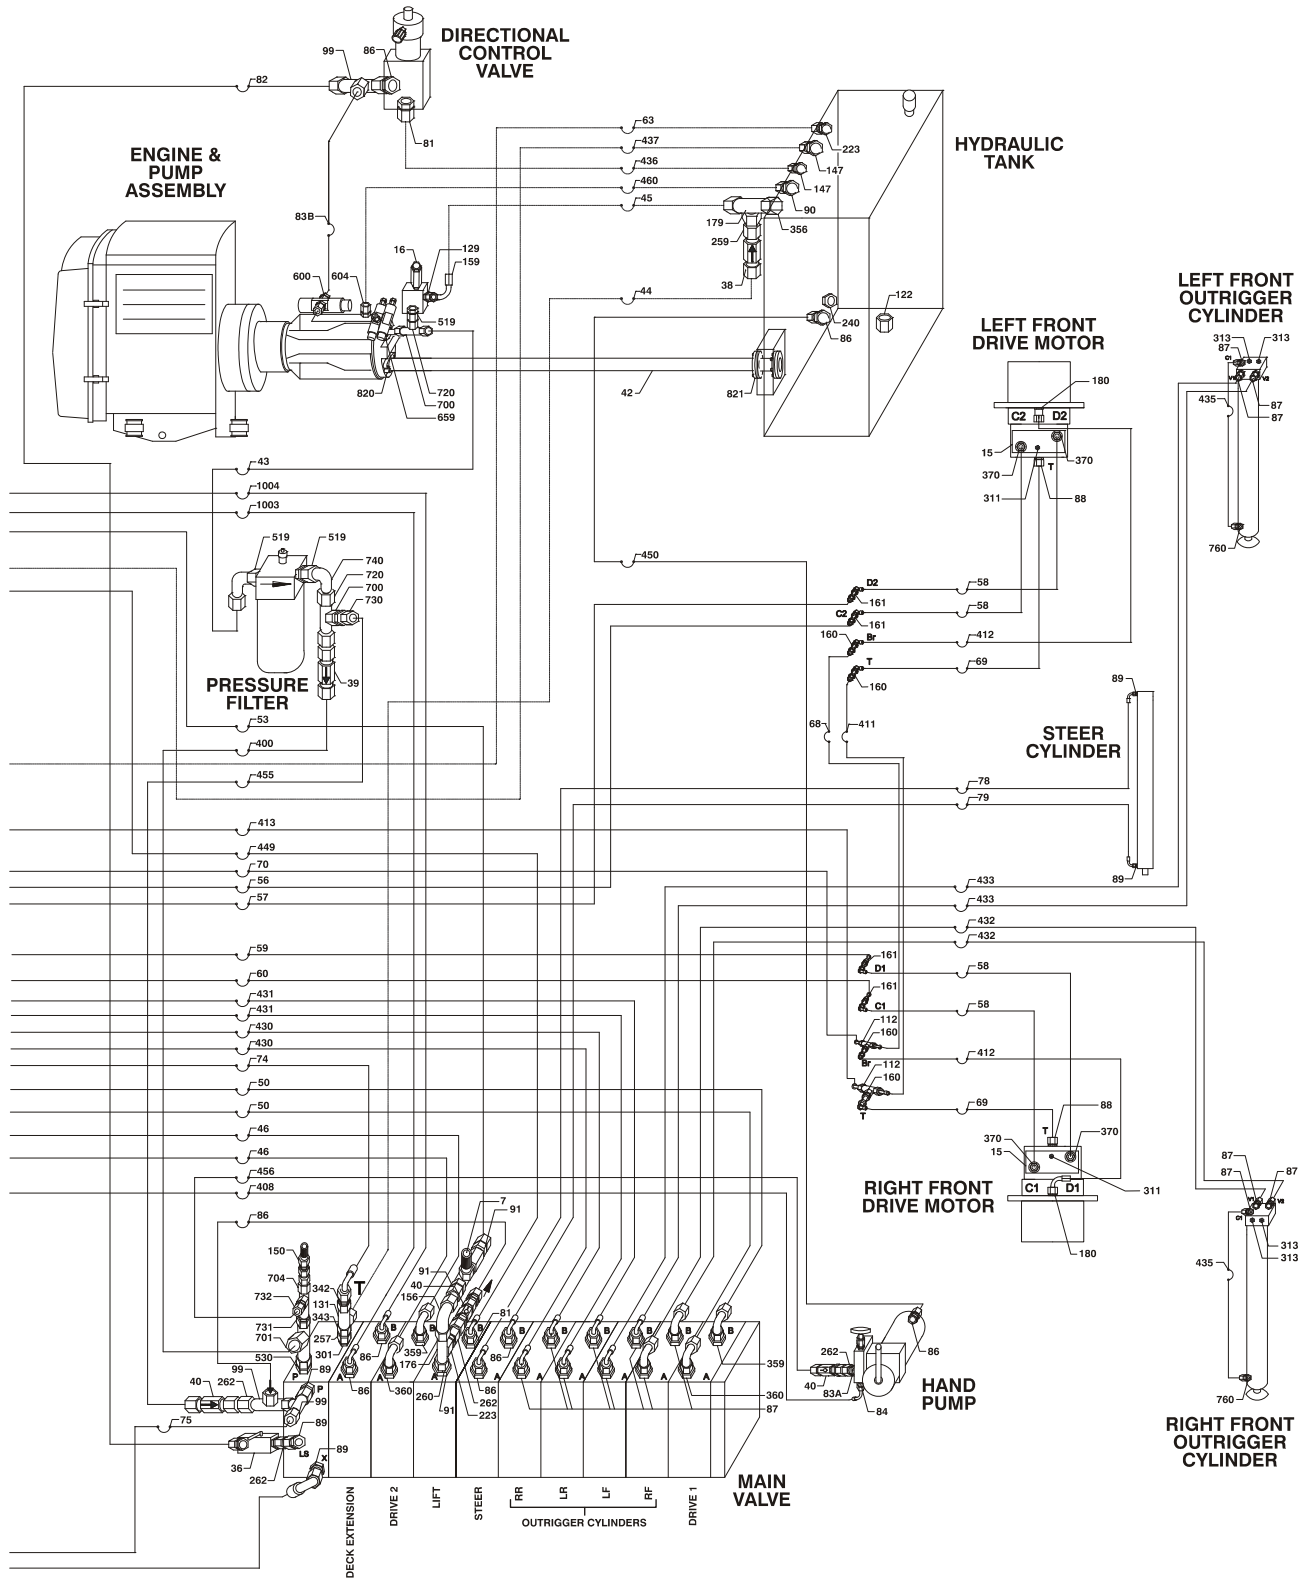 DIRECTIONAL
CONTROL
VALVE
99
86
82
81
ENGINE &
PUMP
ASSEMBLY
83B
63
437
436
460
45
223
147
147
90
179
356
259
38
HYDRAULIC
TANK
16
129
159
600
604
519
44
240
86
122
820
720
700
659
42
821
LEFT FRONT
OUTRIGGER
CYLINDER
313
313
87
C1
V1
V2
435
87
87
760
LEFT FRONT
DRIVE MOTOR
180
C2
D2
15
370
370
T
311
88
43
1004
1003
519
519
740
720
700
730
39
PRESSURE
FILTER
450
D2
161
58
C2
161
58
160
Br
412
T
69
160
68
411
53
400
455
89
STEER
CYLINDER
89
78
79
413
449
70
56
57
433
433
432
432
59
60
431
431
430
430
74
50
50
46
46
456
408
86
161
D1
58
161
C1
58
112
160
Br
412
112
160
T
69
88
T
370
370
15
C1
D1
311
180
RIGHT FRONT
DRIVE MOTOR
87
87
87
V1
V2
C1
313
313
435
760
RIGHT FRONT
OUTRIGGER
CYLINDER
7
91
150
704
732
731
701
530
342
T
131
343
257
301
91
40
156
81
86
359
176
86
B
B
B
B
B
B
B
B
B
A
A
A
A
A
A
A
A
A
P
89
P
99
262
40
99
75
89
LS
X
89
36
262
86
360
260
91
86
262
223
87
360
359
262
40
83A
84
86
HAND
PUMP
MAIN
VALVE
DECK EXTENSION
DRIVE 2
LIFT
STEER
RR
LR
LF
RF
DRIVE 1
OUTRIGGER CYLINDERS